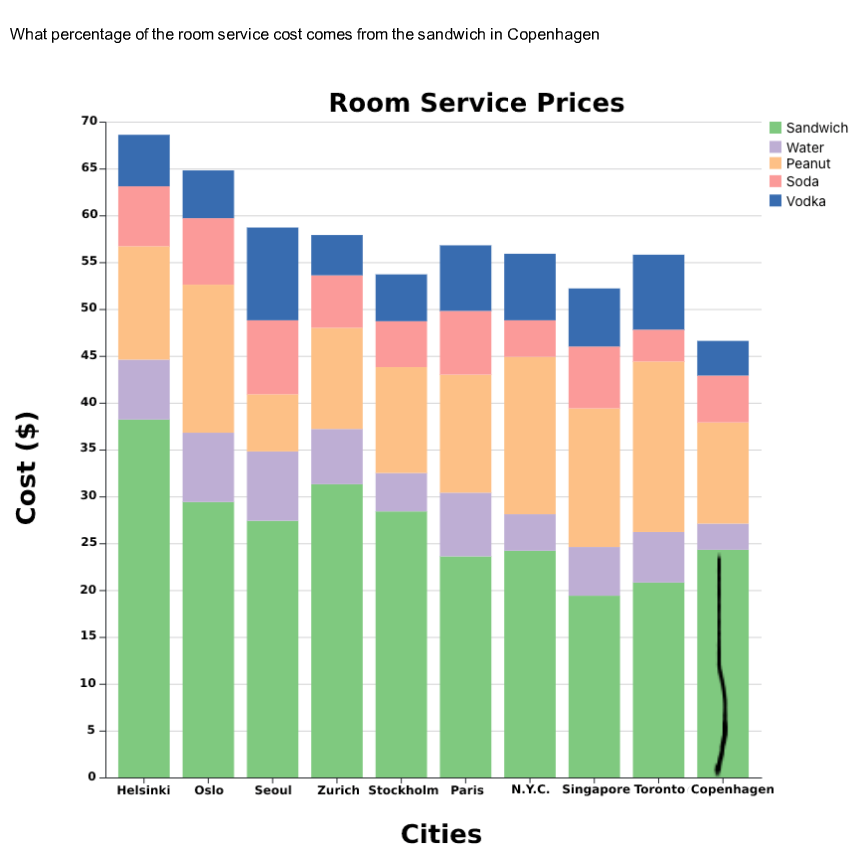 What percentage of the room service cost comes from the sandwich in Copenhagen
Room Service Prices
70
65
60
55
50
45
40
35
30
25
20
15
10
5
0
Cost ($)
Sandwich
Water
Peanut
Soda
Vodka
Helsinki Oslo Seoul Zurich Stockholm Paris N.Y.C. Singapore Toronto Copenhagen
Cities